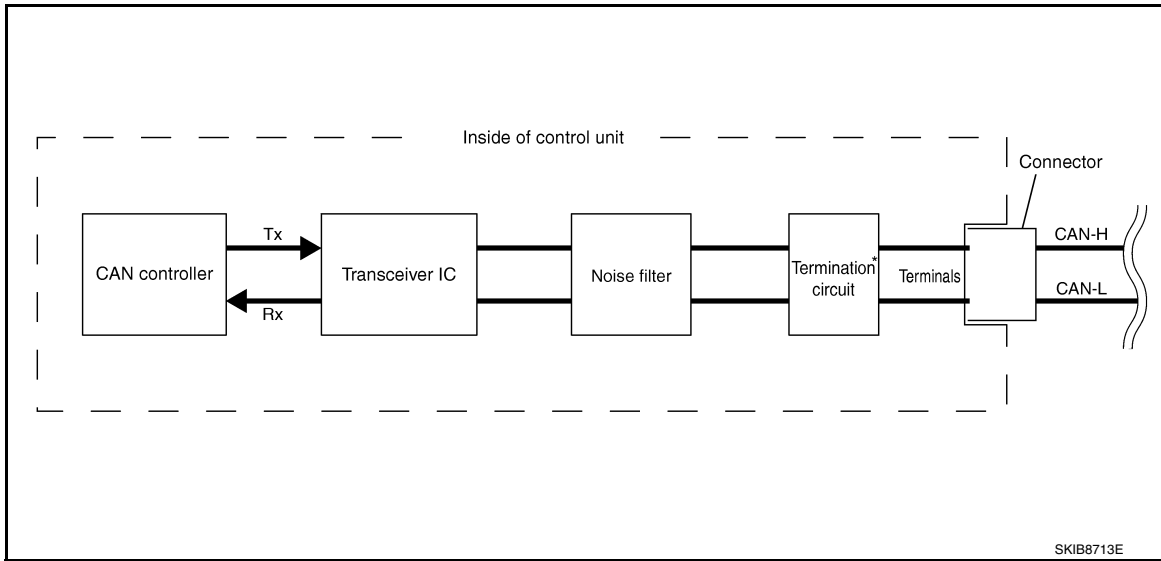 Inside of control unit
Connector
CAN controller
Tx
Rx
Transceiver IC
Noise filter
Termination*
circuit
Terminals
CAN-H
CAN-L
SKIB8713E